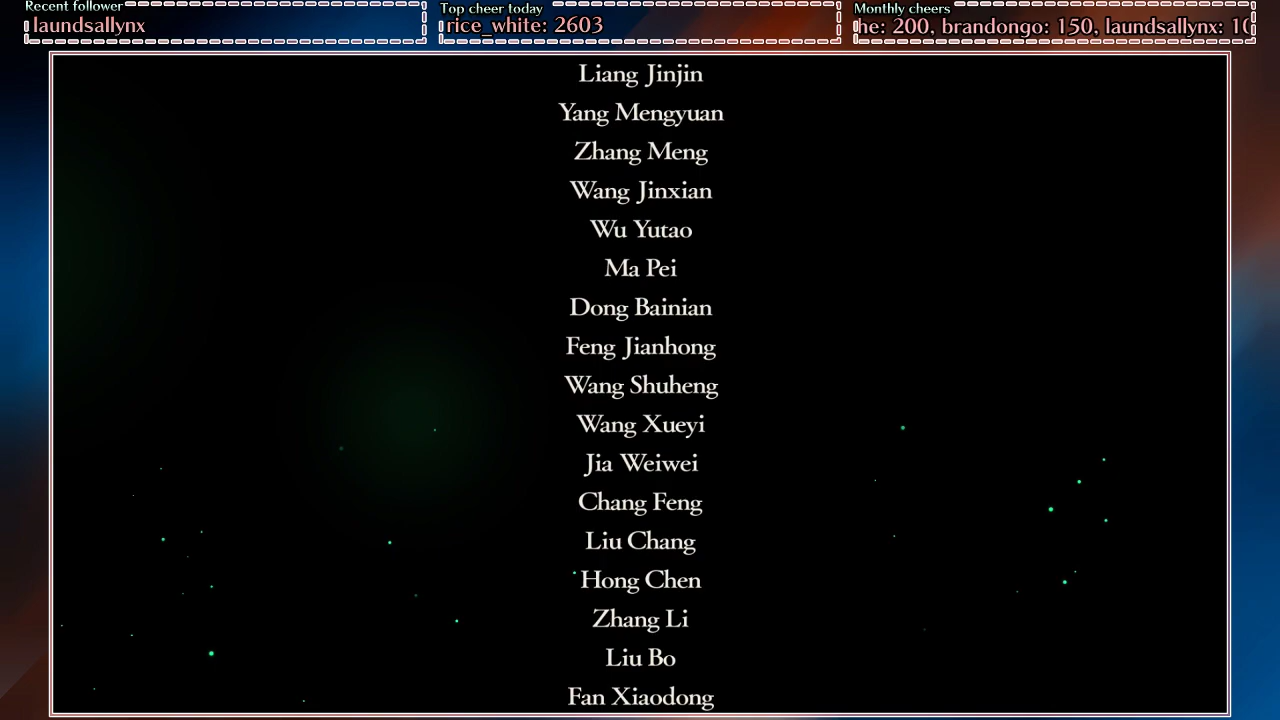 Recent follower
laundsallynx
Top cheer today
rice_white: 2603
Monthly cheers
he: 200, brandongo: 150, laundsallynx: 10
Liang Jinjin
Yang Mengyuan
Zhang Meng
Wang Jinxian
Wu Yutao
Ma Pei
Dong Bainian
Feng Jianhong
Wang Shuheng
Wang Xueyi
Jia Weiwei
Chang Feng
Liu Chang
Hong Chen
Zhang Li
Liu Bo
Fan Xiaodong